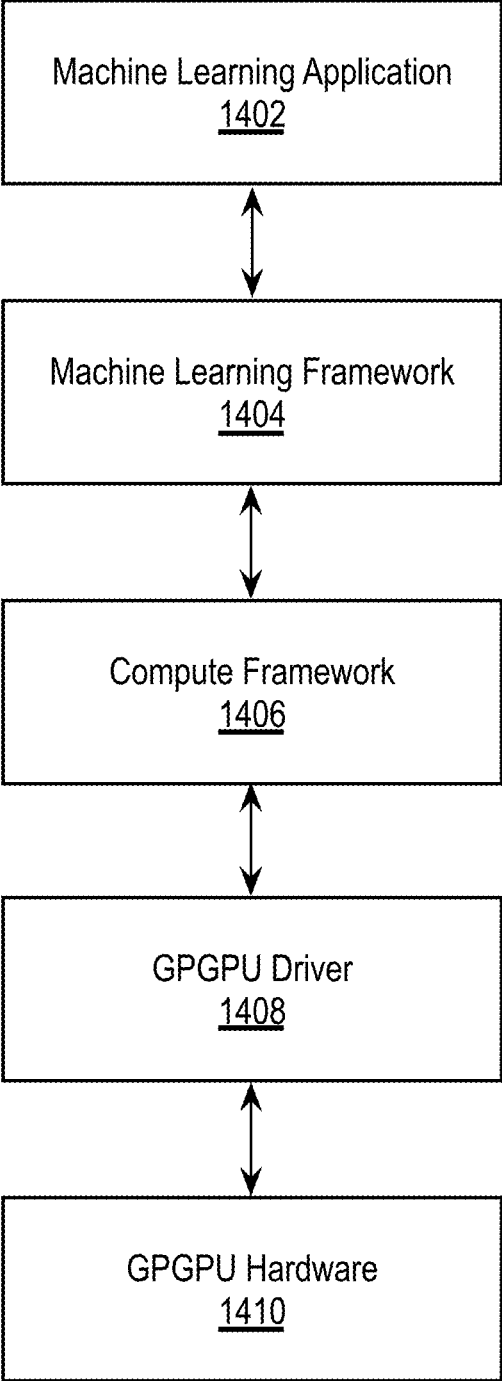 Machine Learning Application
1402
Machine Learning Framework
1404
Compute Framework
1406
GPGPU Driver
1408
GPGPU Hardware
1410